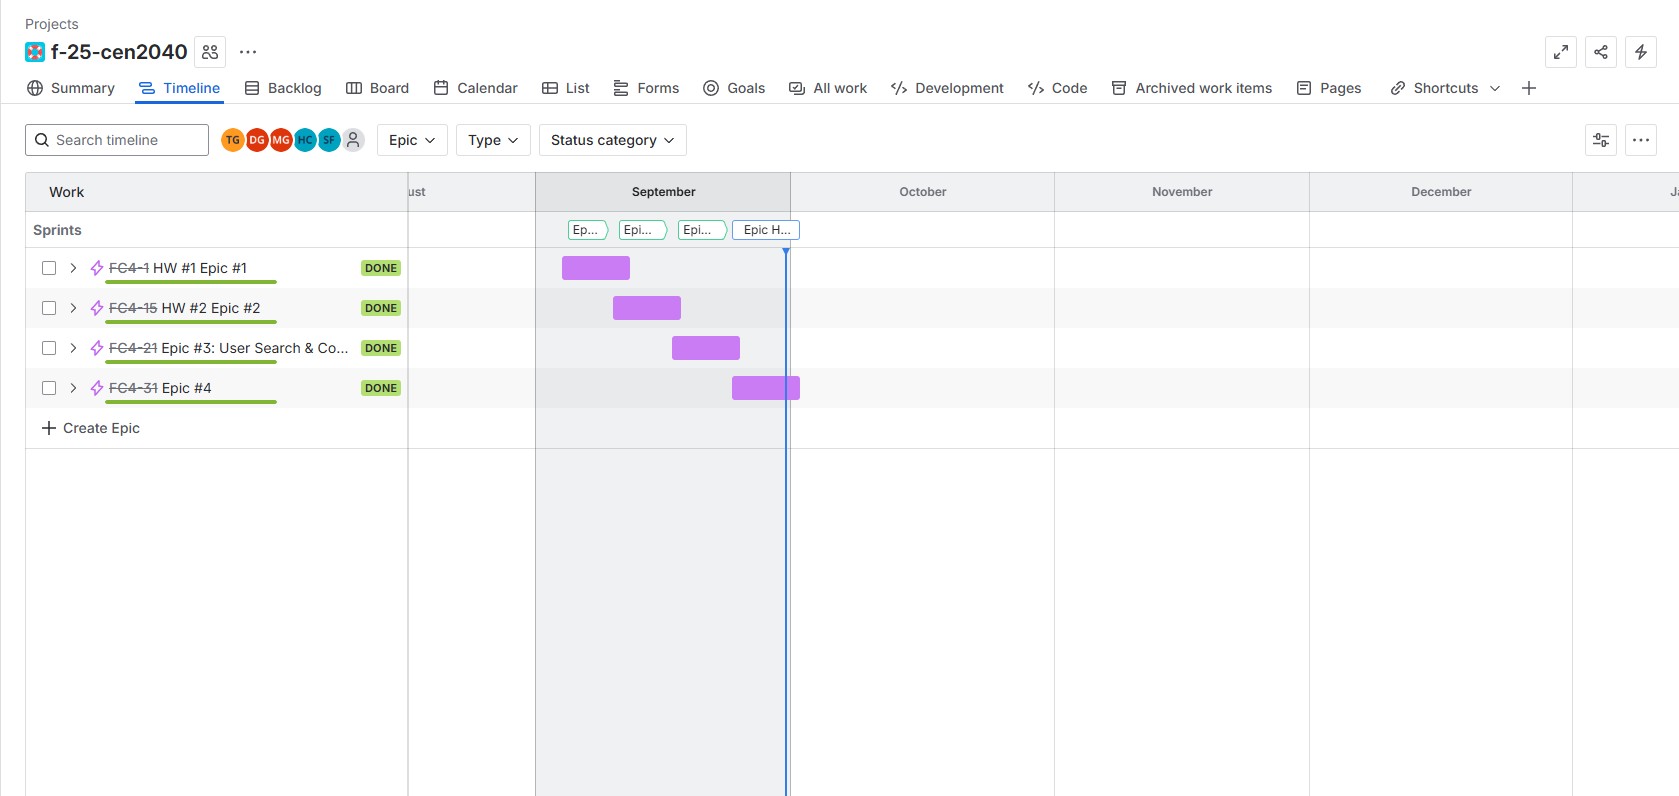 Projects
f-25-cen2040
Summary Timeline Backlog Board Calendar List Forms Goals All work Development Code Archived work items Pages Shortcuts
Search timeline TG DG MG HC SF Epic Type Status category
Work ust September October November December Ja
Sprints Ep... Epi... Epi... Epic H...
FC4-1 HW #1 Epic #1 DONE
FC4-15 HW #2 Epic #2 DONE
FC4-21 Epic #3: User Search & Co... DONE
FC4-31 Epic #4 DONE
Create Epic